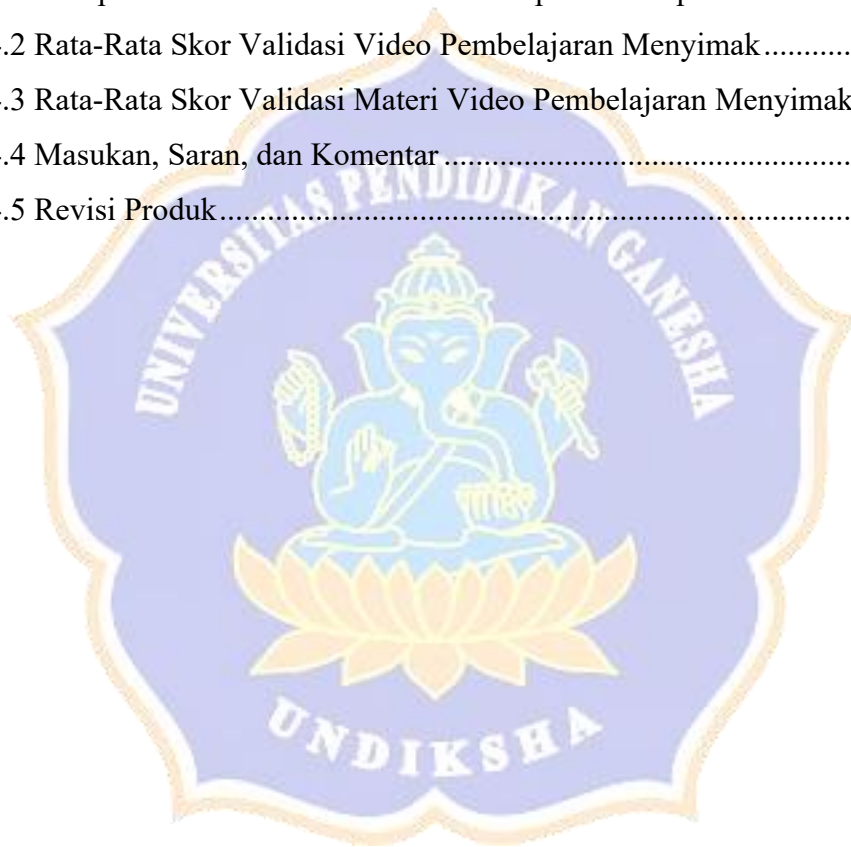 .2 Rata-Rata Skor Validasi Video Pembelajaran Menyimak...........
.3 Rata-Rata Skor Validasi Materi Video Pembelajaran Menyimak
.4 Masukan, Saran, dan Komentar....................................................
.5 Revisi Produk................................................................................
UNIVERSITAS PENDIDIKAN GANESHA
UNDIKSHA